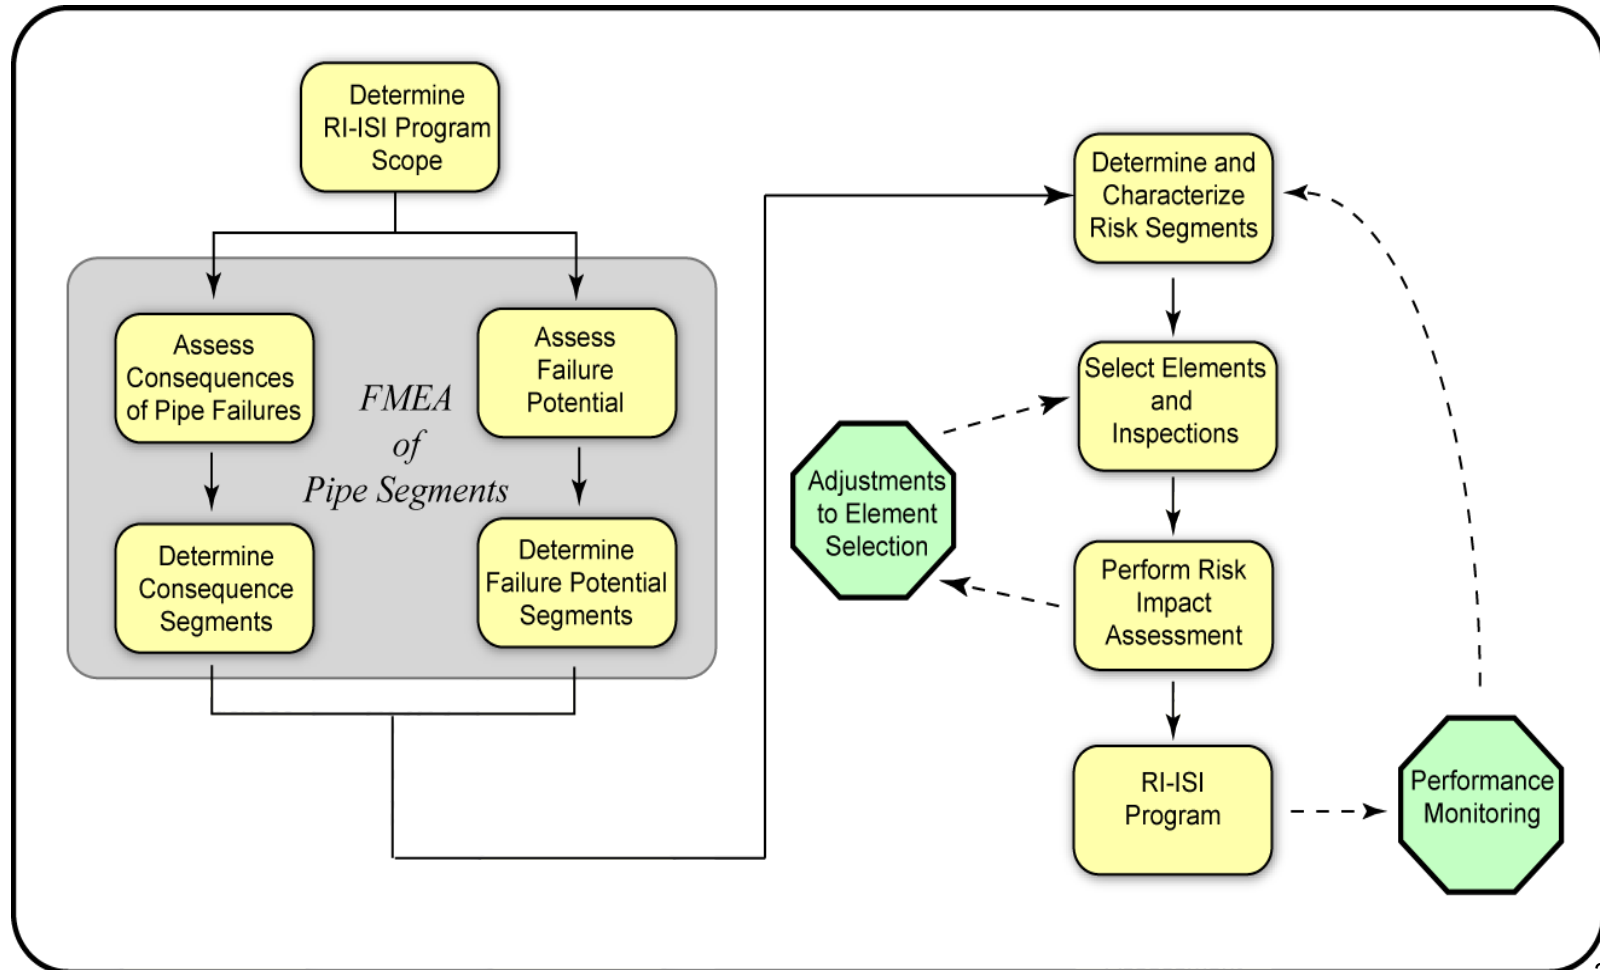 Determine
RI-ISI Program
Scope
Assess
Consequences
of Pipe Failures
FMEA
of
Pipe Segments
Assess
Failure
Potential
Determine
Consequence
Segments
Determine
Failure Potential
Segments
Determine and
Characterize
Risk Segments
Select Elements
and
Inspections
Adjustments
to Element
Selection
Perform Risk
Impact
Assessment
RI-ISI
Program
Performance
Monitoring